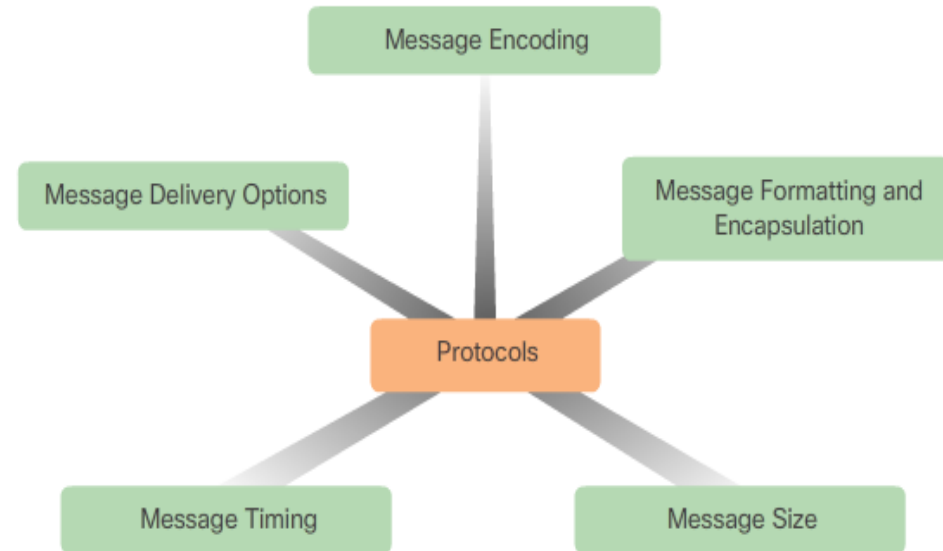 Message Encoding
Message Delivery Options
Message Formatting and
Encapsulation
Protocols
Message Timing
Message Size